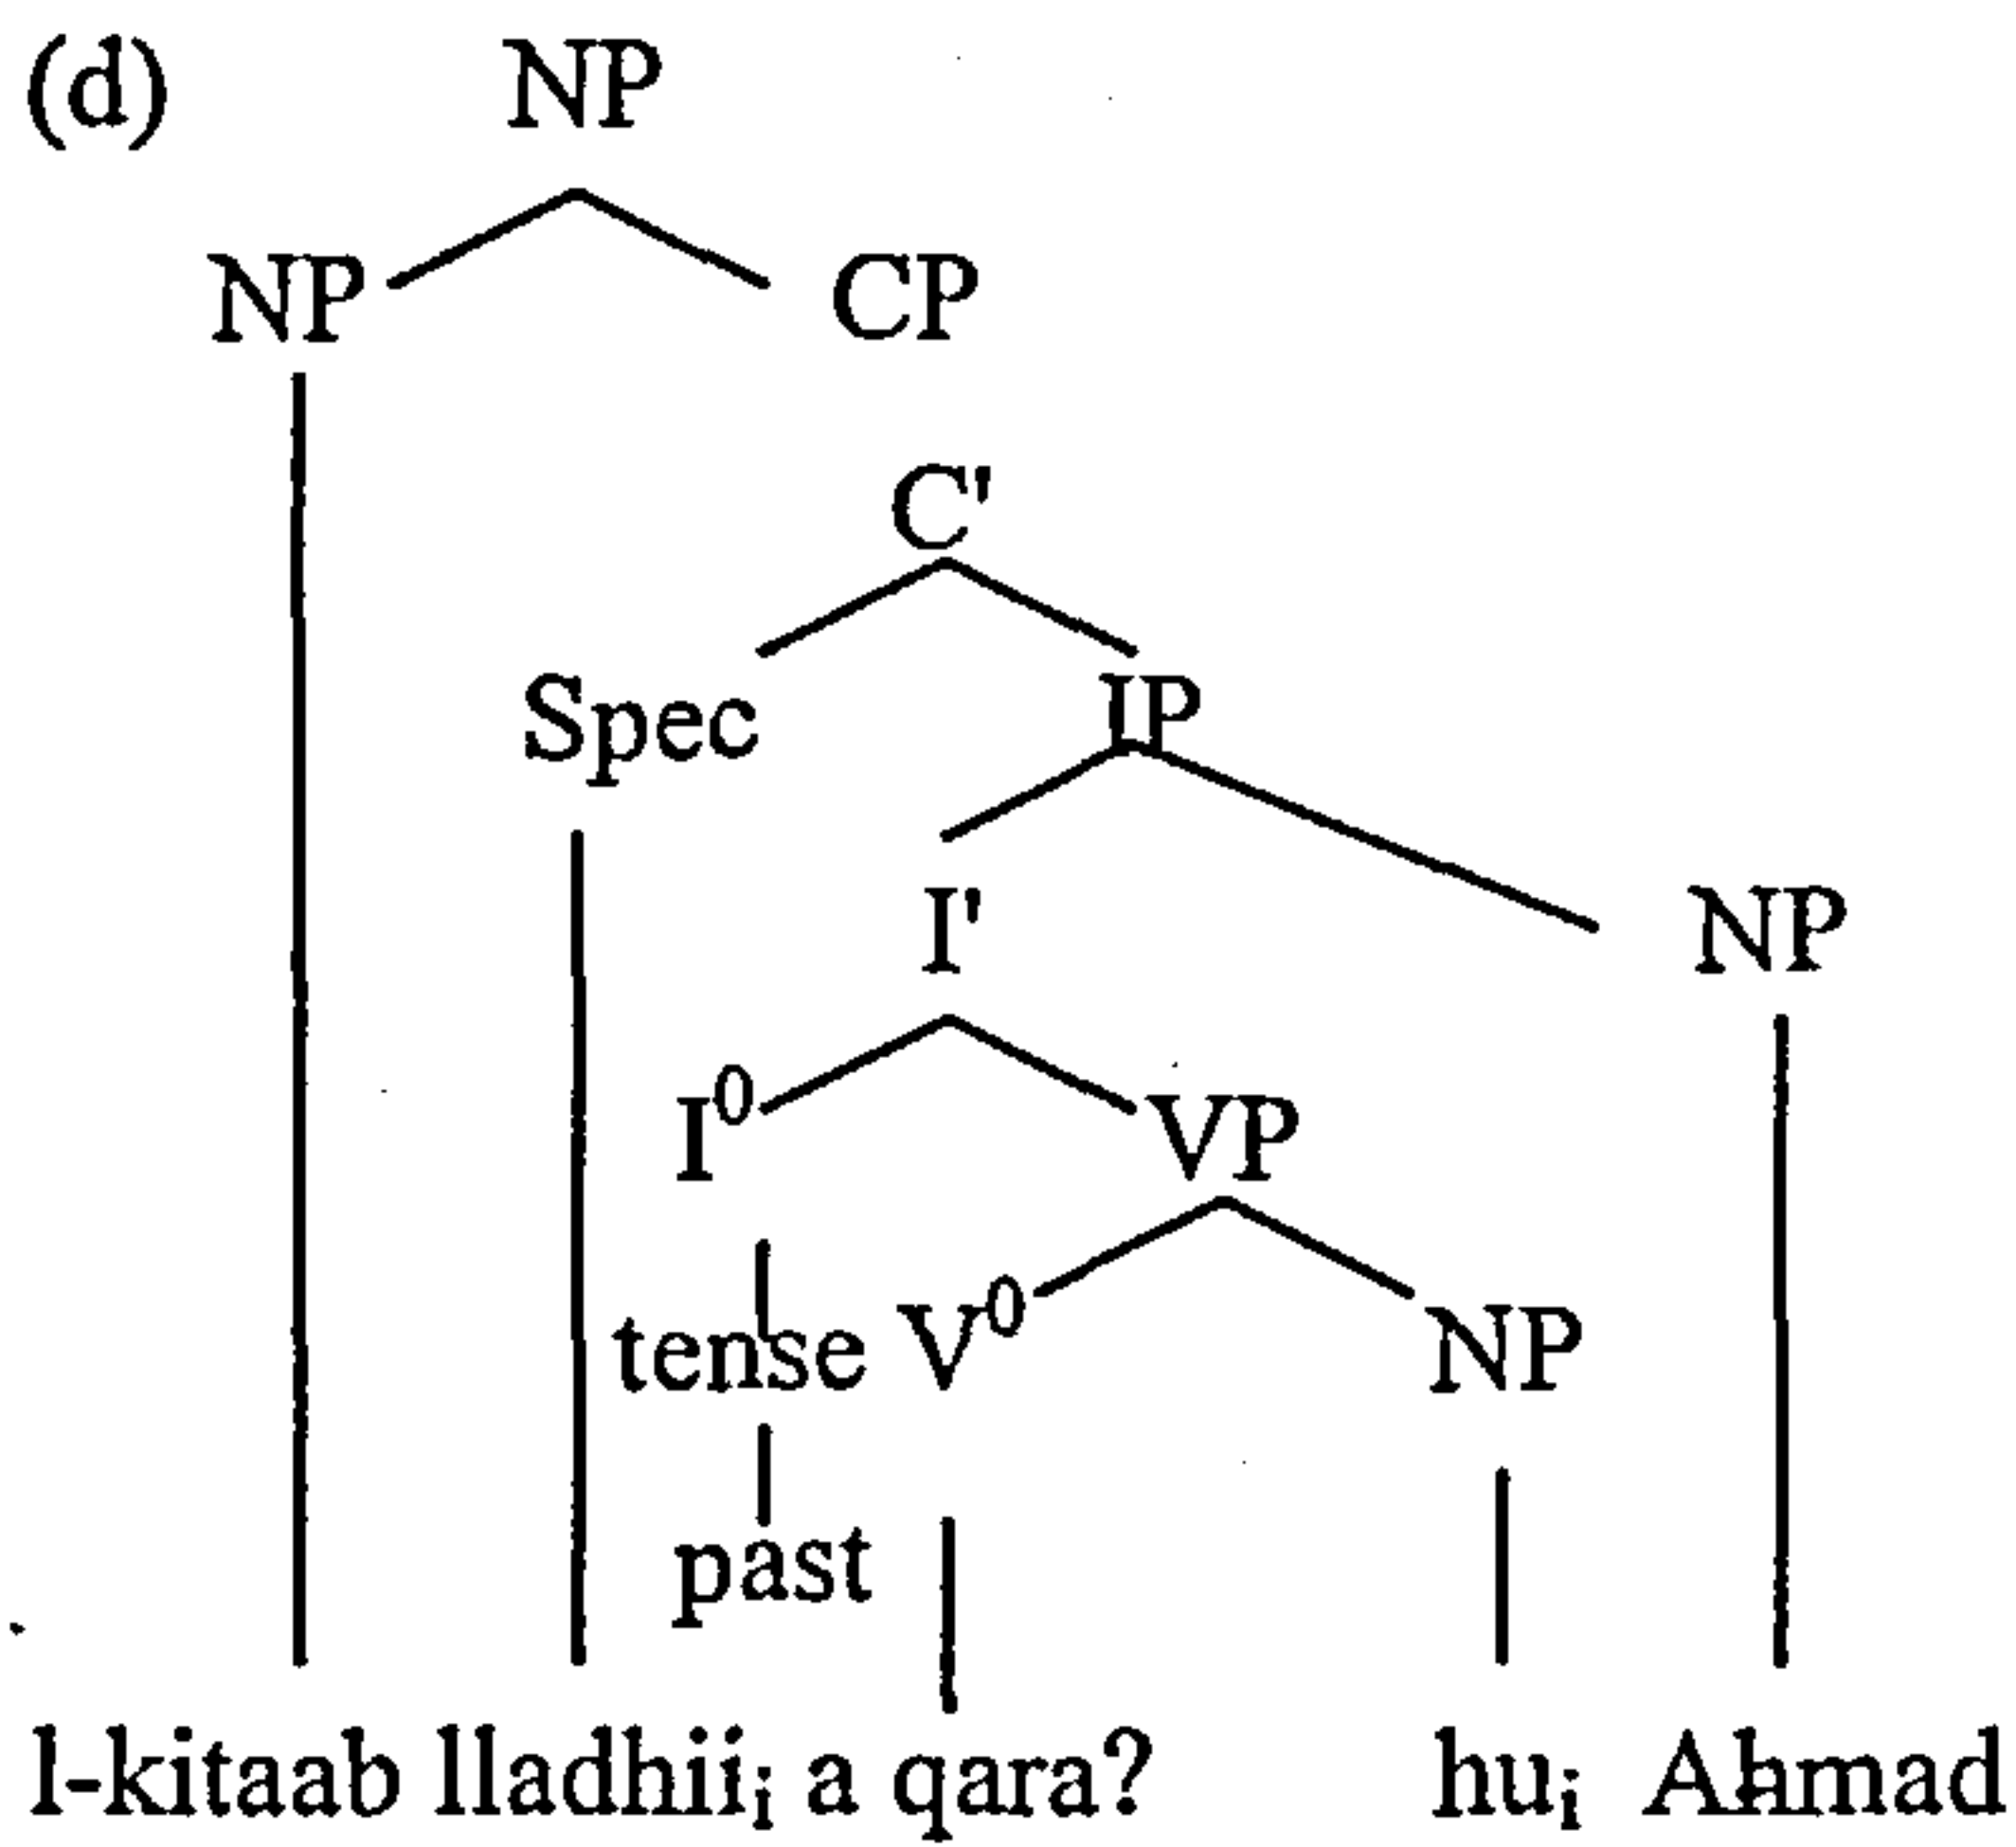 (d) NP
NP CP
C'
Spec IP
I' NP
I⁰ VP
tense V⁰ NP
past
l-kitaab lladhiiᵢ a qara? huᵢ Ahmad